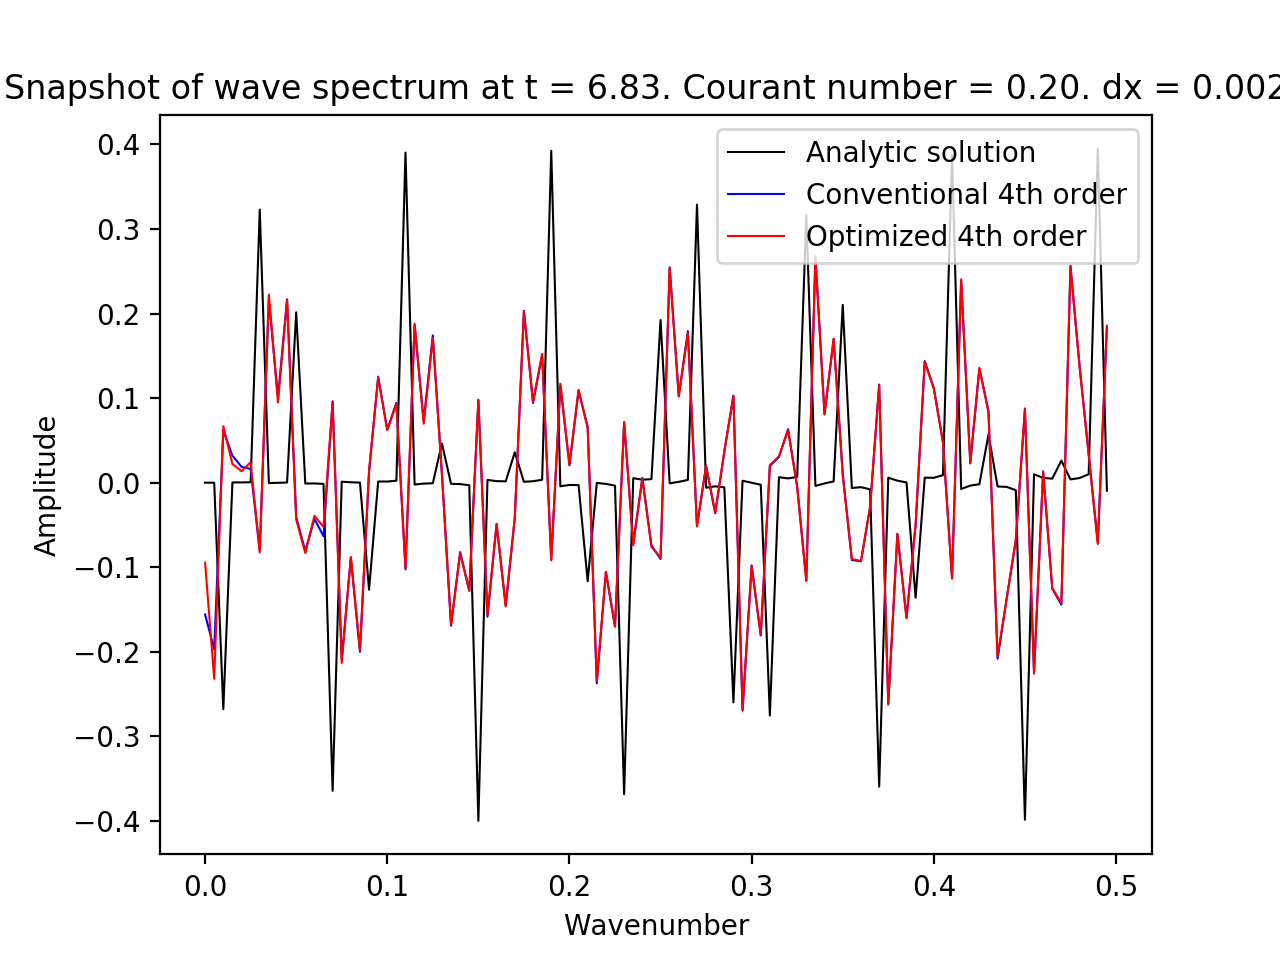 Snapshot of wave spectrum at t = 6.83. Courant number = 0.20. dx = 0.002
Analytic solution
Conventional 4th order
Optimized 4th order
0.4
0.3
0.2
0.1
0.0
−0.1
−0.2
−0.3
−0.4
Amplitude
0.0 0.1 0.2 0.3 0.4 0.5
Wavenumber